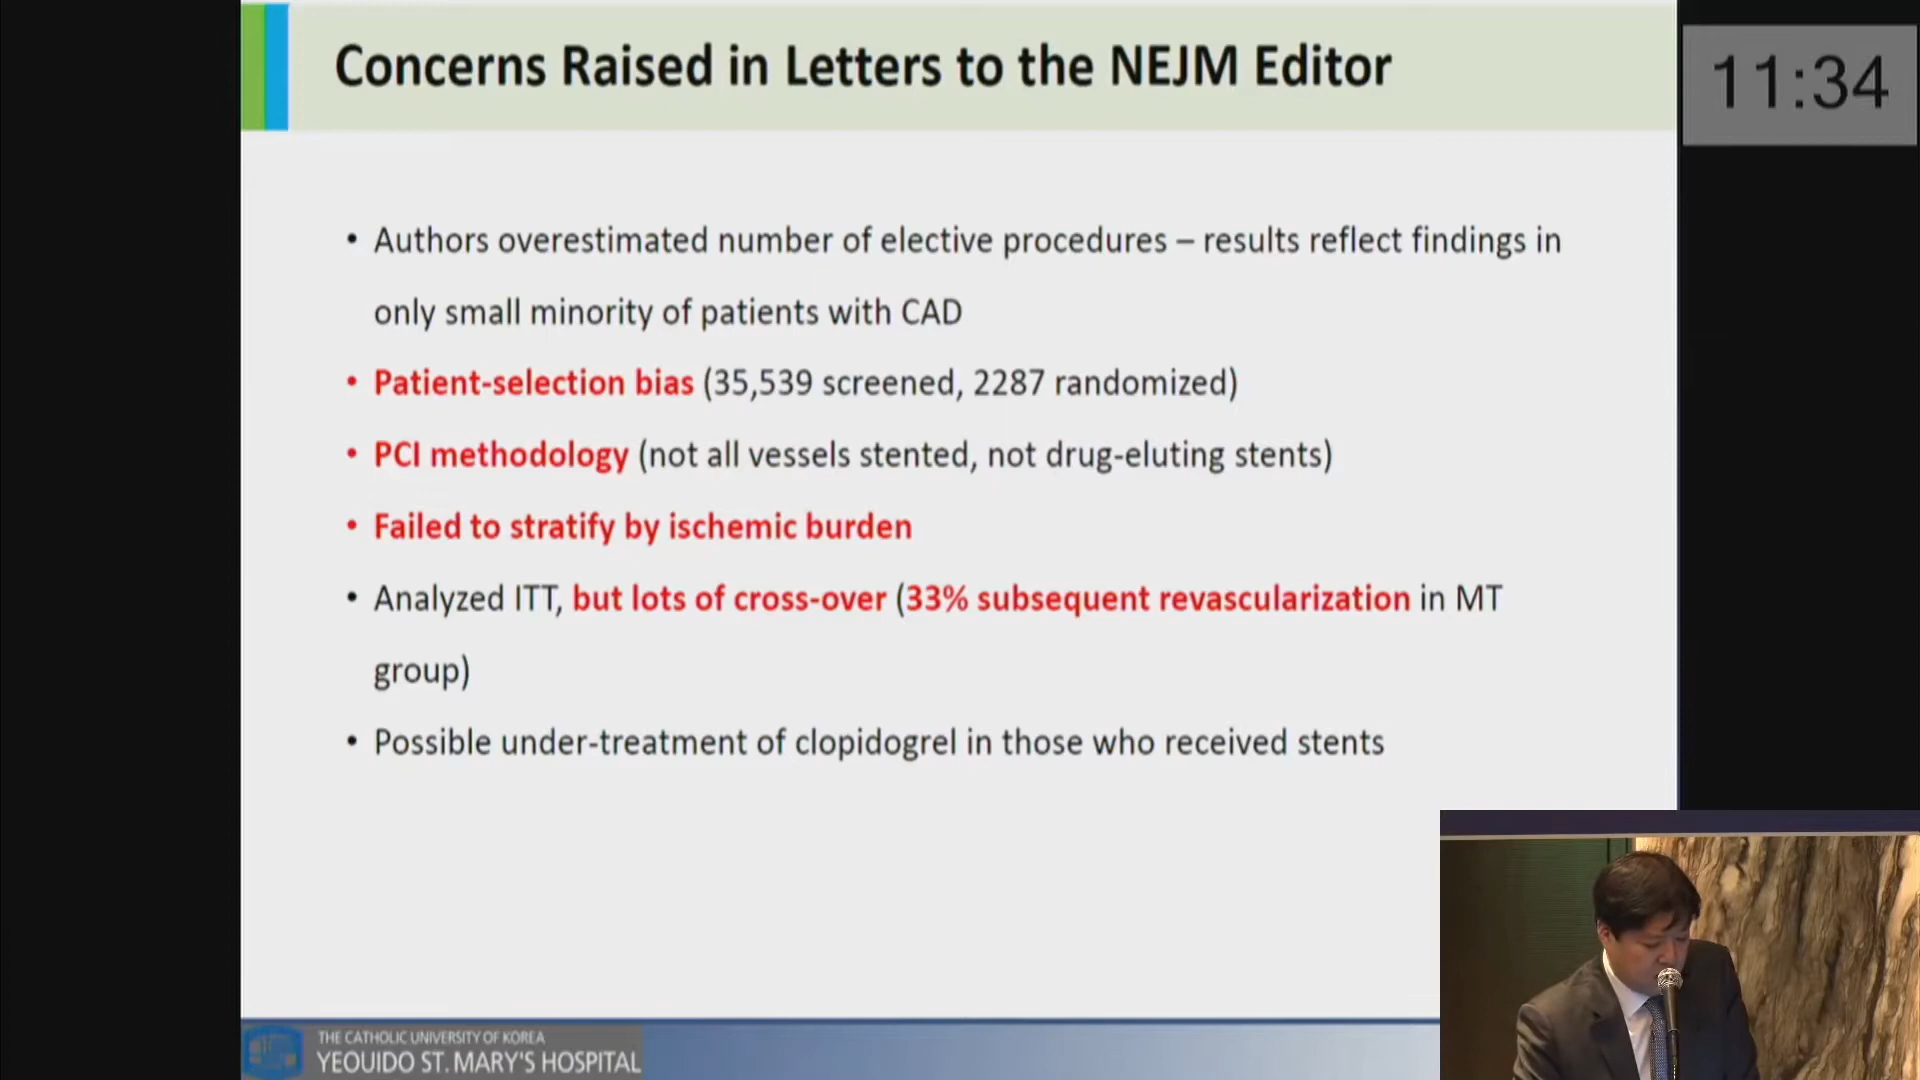 Concerns Raised in Letters to the NEJM Editor
11:34
• Authors overestimated number of elective procedures – results reflect findings in
only small minority of patients with CAD
• Patient-selection bias (35,539 screened, 2287 randomized)
• PCI methodology (not all vessels stented, not drug-eluting stents)
• Failed to stratify by ischemic burden
• Analyzed ITT, but lots of cross-over (33% subsequent revascularization in MT
group)
• Possible under-treatment of clopidogrel in those who received stents
THE CATHOLIC UNIVERSITY OF KOREA
YEOUIDO ST. MARY'S HOSPITAL